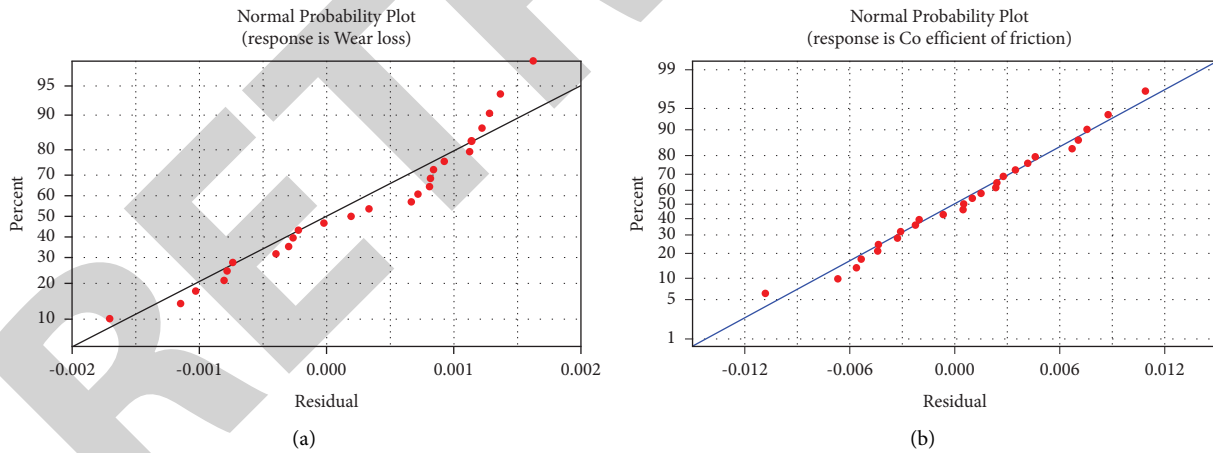 Normal Probability Plot
(response is Wear loss)
95
90
80
70
60
50
40
30
20
10
Percent
-0.002 -0.001 0.000 0.001 0.002
Residual
(a)
Normal Probability Plot
(response is Co efficient of friction)
99
95
90
80
70
60
50
40
30
20
10
5
1
Percent
-0.012 -0.006 0.000 0.006 0.012
Residual
(b)